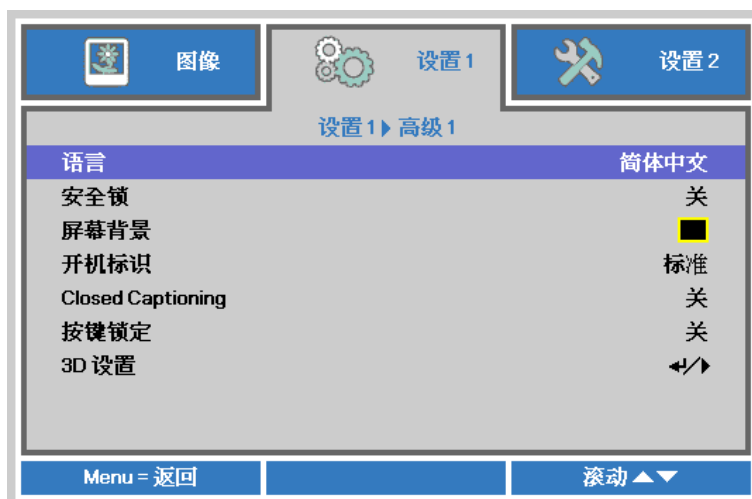 图像 设置1 设置2
设置1▶高级1
语言 简体中文
安全锁 关
屏幕背景
开机标识 标准
Closed Captioning 关
按键锁定 关
3D 设置 ↵/▶
Menu = 返回 滚动▲▼